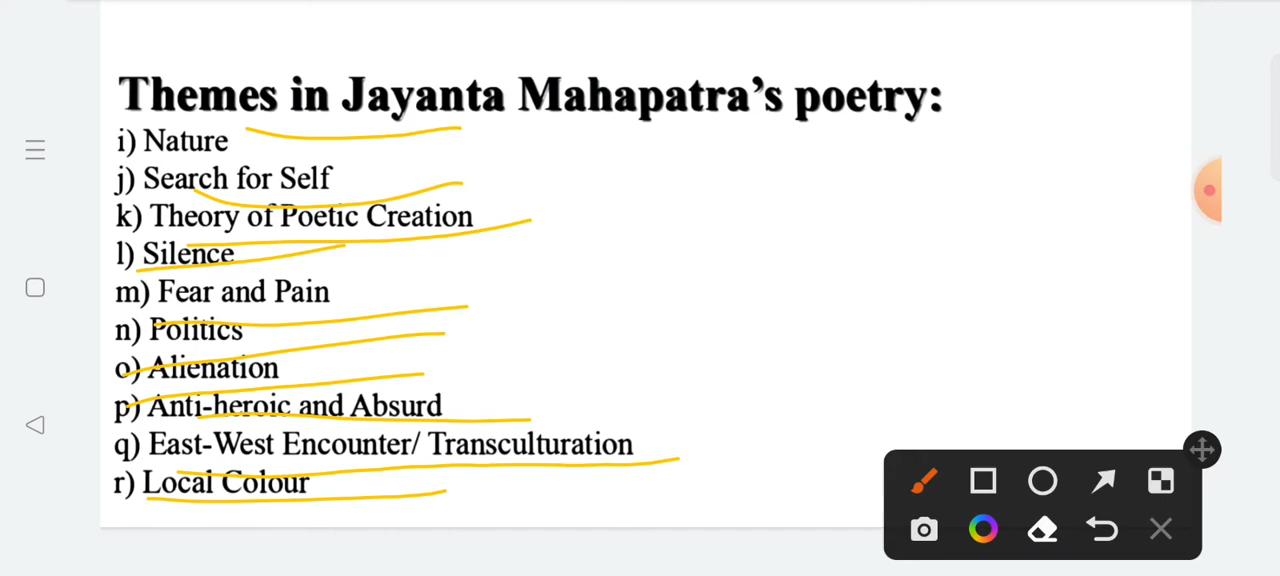 Themes in Jayanta Mahapatra's poetry:
i) Nature
j) Search for Self
k) Theory of Poetic Creation
l) Silence
m) Fear and Pain
n) Politics
o) Alienation
p) Anti-heroic and Absurd
q) East-West Encounter/ Transculturation
r) Local Colour